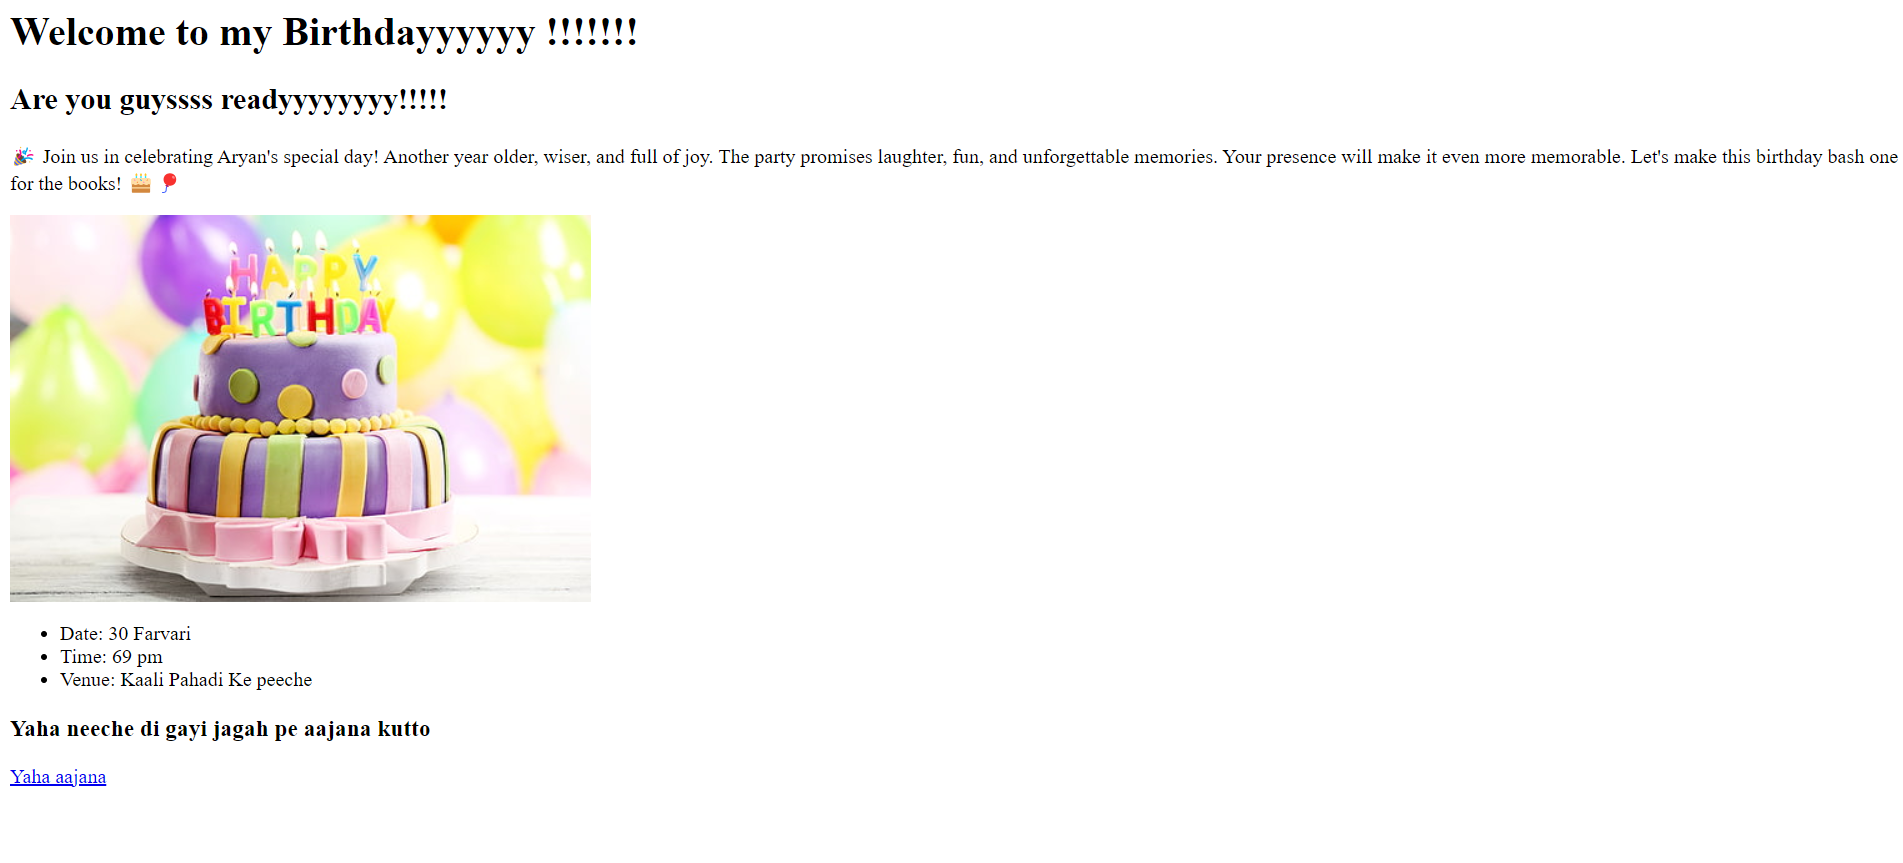 Welcome to my Birthdayyyyyy !!!!!!!
Are you guyssss readyyyyyyyy!!!!!
🎉 Join us in celebrating Aryan's special day! Another year older, wiser, and full of joy. The party promises laughter, fun, and unforgettable memories. Your presence will make it even more memorable. Let's make this birthday bash one
for the books! 🎂 🎈
HAPPY
BIRTHDAY
• Date: 30 Farvari
• Time: 69 pm
• Venue: Kaali Pahadi Ke peeche
Yaha neeche di gayi jagah pe aajana kutto
Yaha aajana